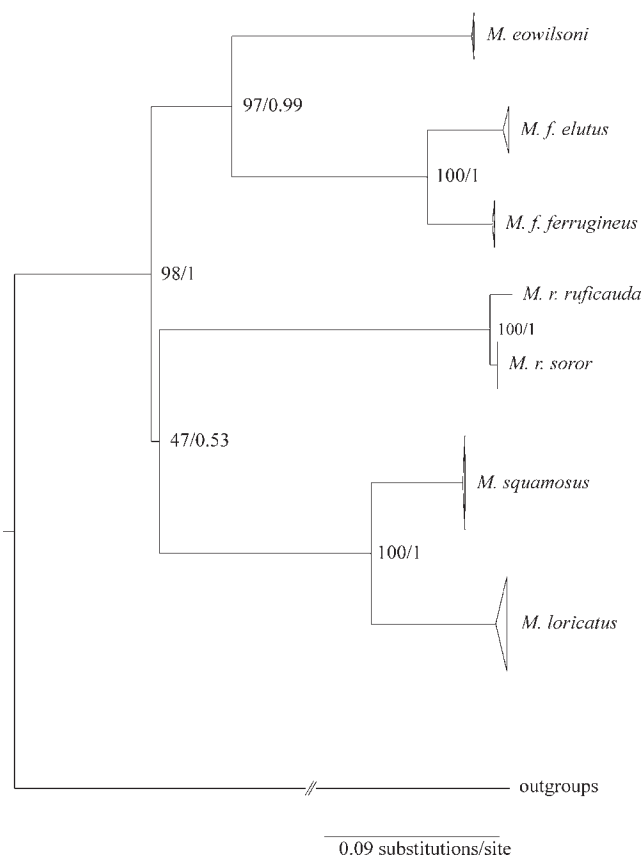 M. eowilsoni
97/0.99
M. f. elutus
100/1
M. f. ferrugineus
98/1
M. r. ruficauda
100/1
M. r. soror
47/0.53
M. squamosus
100/1
M. loricatus
outgroups
0.09 substitutions/site